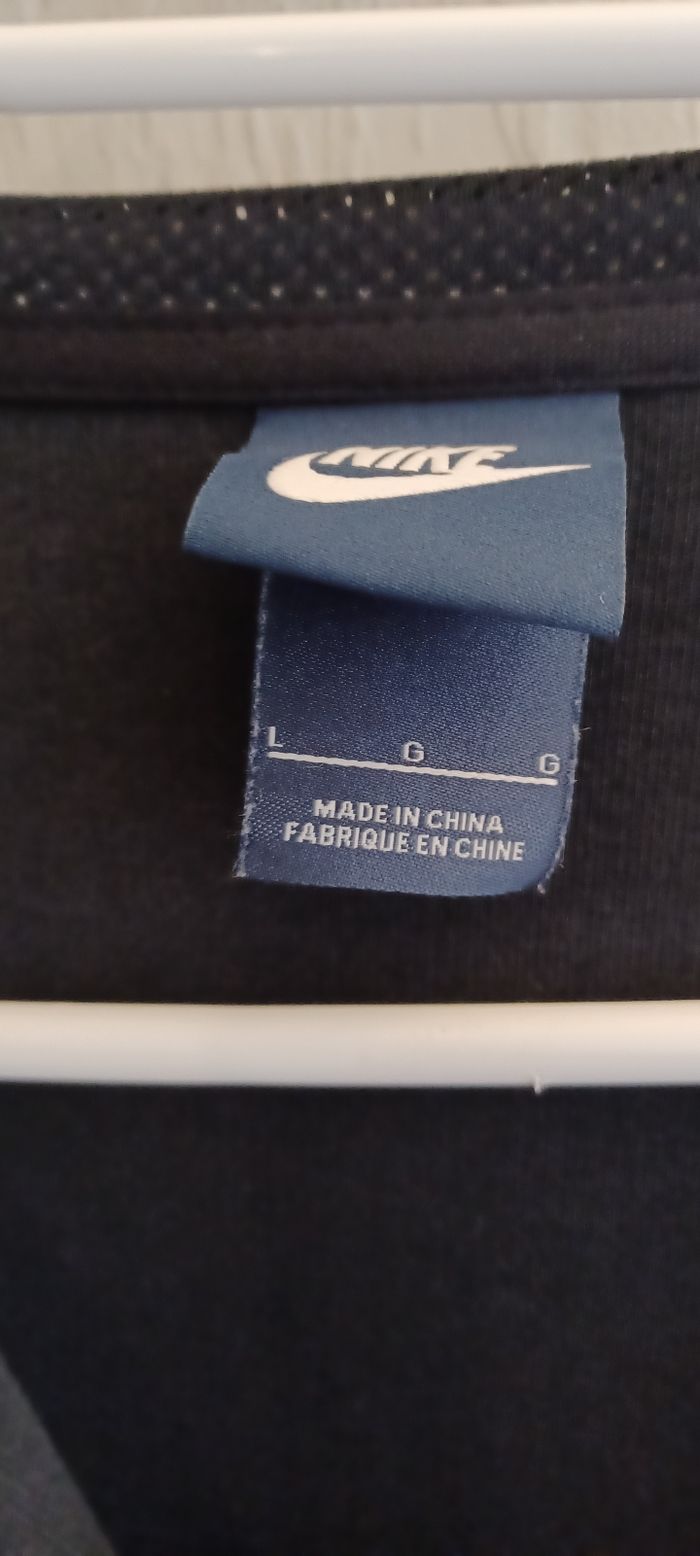 NIKE
L G G
MADE IN CHINA
FABRIQUE EN CHINE